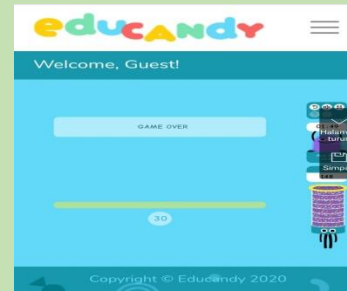 eduCANDY
Welcome, Guest!
GAME OVER
30
Copyright © Educandy 2020